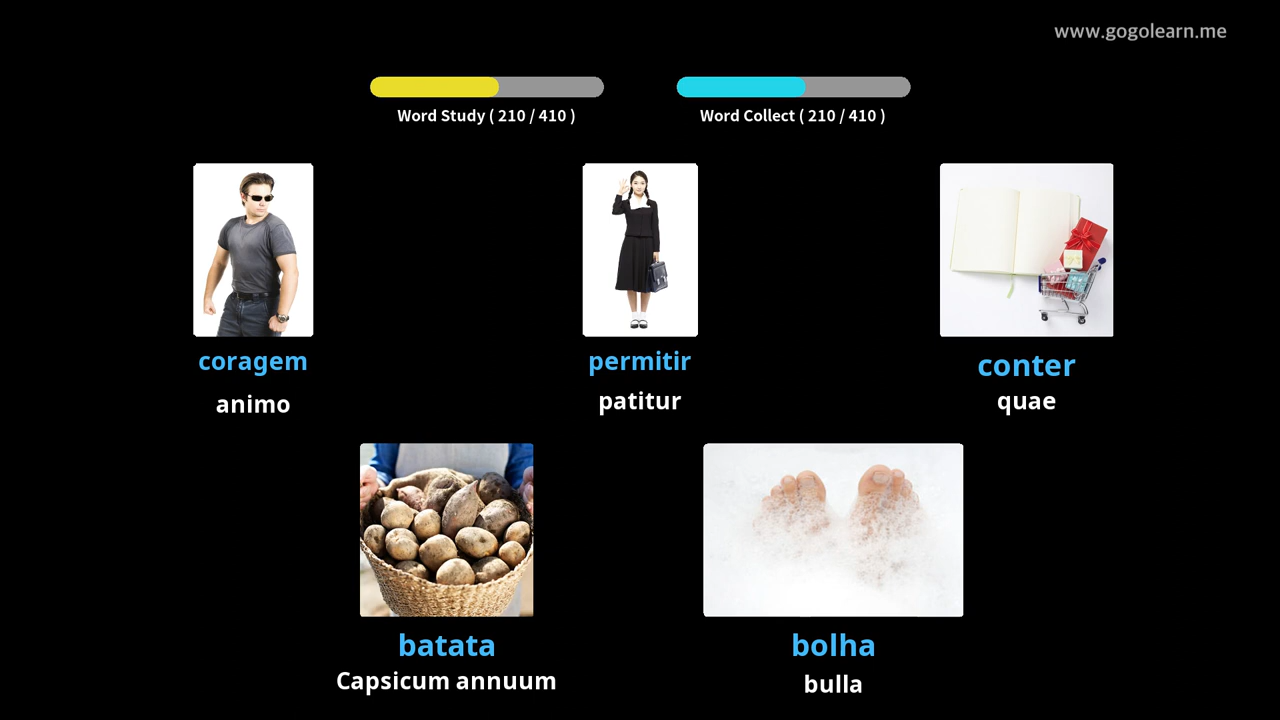 www.gogolearn.me
Word Study ( 210 / 410 )
Word Collect ( 210 / 410 )
coragem
animo
permitir
patitur
conter
quae
batata
Capsicum annuum
bolha
bulla